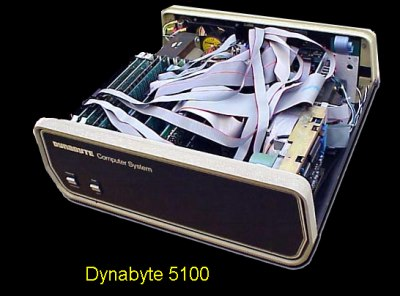 DYNABYTE Computer System
Dynabyte 5100